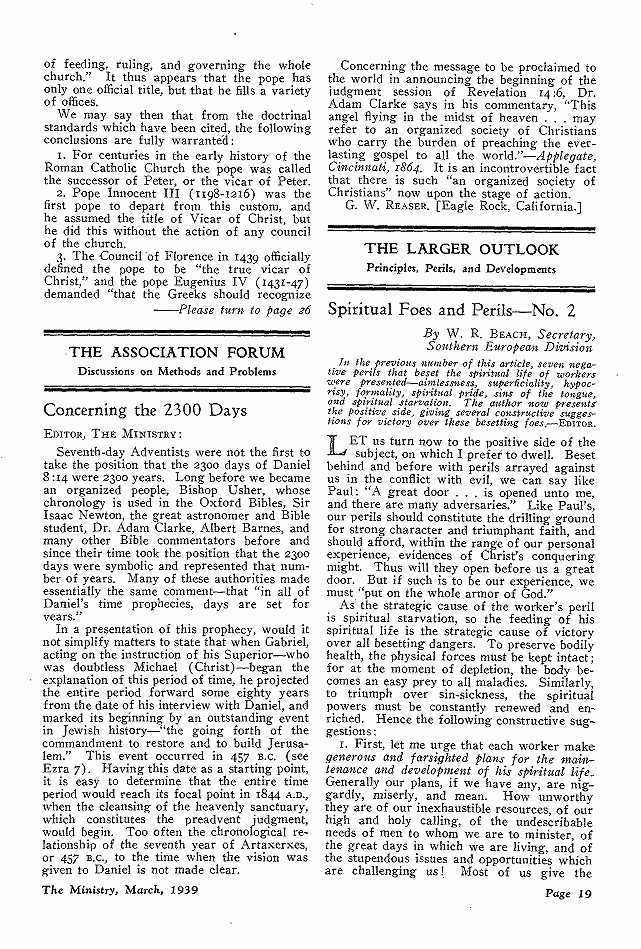 of feeding, ruling, and governing the whole
church.” It thus appears that the pope has
only one official title, but that he fills a variety
of offices.
We may say then from the doctrinal
standards which have been cited, the following
conclusions are fully warranted:
1. For centuries in the early history of the
Roman Catholic Church the pope was called
the successor of Peter, or the vicar of Peter.
2. Pope Innocent III (1198-1216) was the
first pope to depart from this custom, and
he assumed the title of Vicar of Christ, but
he did this without the action of any council
of the church.
3. The Council of Florence in 1439 officially
defined the pope to be “the true vicar of
Christ,” and the pope Eugenius IV (1431-47)
demanded “that the Greeks should recognize
—Please turn to page 26
THE ASSOCIATION FORUM
Discussions on Methods and Problems
Concerning the 2300 Days
EDITOR, THE MINISTRY:
Seventh-day Adventists were not the first to
take the position that the 2300 days of Daniel
8:14 were 2300 years. Long before we became
an organized people, Bishop Usher, whose
chronology is used in the Oxford Bibles, Sir
Isaac Newton, the great astronomer and Bible
student, Dr. Adam Clarke, Albert Barnes, and
many other Bible commentators before and
since their time took the position that the 2300
days were symbolic and represented that num-
ber of years. Many of these authorities made
essentially the same comment—that “in all of
Daniel’s time prophecies, days are set for
years.”
In a presentation of this prophecy, would it
not simplify matters to state that when Gabriel,
acting on the instruction of his Superior—who
was doubtless Michael (Christ)—began the
explanation of this period of time, he projected
the entire period forward some eighty years
from the date of his interview with Daniel, and
marked its beginning by an outstanding event
in Jewish history—“the going forth of the
commandment to restore and to build Jerusa-
lem.” This event occurred in 457 B.C. (see
Ezra 7). Having this date as a starting point,
it is easy to determine that the entire time
period would reach its focal point in 1844 A.D.,
when the cleansing of the heavenly sanctuary,
which constitutes the preadvent judgment,
would begin. Too often the chronological re-
lationship of the seventh year of Artaxerxes,
or 457 B.C., to the time when the vision was
given to Daniel is not made clear.
Concerning the message to be proclaimed to
the world in announcing the beginning of the
judgment session of Revelation 14:6, Dr.
Adam Clarke says in his commentary, “This
angel flying in the midst of heaven . . . may
refer to an organized society of Christians
who carry the burden of preaching the ever-
lasting gospel to all the world.”—Applegate,
Cincinnati, 1864. It is an incontrovertible fact
that there is such “an organized society of
Christians” now upon the stage of action.
G. W. REASER. [Eagle Rock, California.]
THE LARGER OUTLOOK
Principles, Perils, and Developments
Spiritual Foes and Perils—No. 2
By W. R. BEACH, Secretary,
Southern European Division
In the previous number of this article, seven nega-
tive perils that beset the spiritual life of workers
were presented—aimlessness, superficiality, hypoc-
risy, formality, spiritual pride, sins of the tongue,
and spiritual starvation. The author now presents
the positive side, giving several constructive sugges-
tions for victory over these besetting foes.—EDITOR.
LET us turn now to the positive side of the
subject, on which I prefer to dwell. Beset
behind and before with perils arrayed against
us in the conflict with evil, we can say like
Paul: “A great door . . . is opened unto me,
and there are many adversaries.” Like Paul’s,
our perils should constitute the drilling ground
for strong character and triumphant faith, and
should afford, within the range of our personal
experience, evidences of Christ’s conquering
might. Thus will they open before us a great
door. But if such is to be our experience, we
must “put on the whole armor of God.”
As the strategic cause of the worker’s peril
is spiritual starvation, so the feeding of his
spiritual life is the strategic cause of victory
over all besetting dangers. To preserve bodily
health, the physical forces must be kept intact;
for at the moment of depletion, the body be-
comes an easy prey to all maladies. Similarly,
to triumph over sin-sickness, the spiritual
powers must be constantly renewed and en-
riched. Hence the following constructive sug-
gestions:
1. First, let me urge that each worker make
generous and farsighted plans for the main-
tenance and development of his spiritual life.
Generally our plans, if we have any, are nig-
gardly, miserly, and mean. How unworthy
they are of our inexhaustible resources, of our
high and holy calling, of the undescribable
needs of men to whom we are to minister, of
the great days in which we are living, and of
the stupendous issues and opportunities which
are challenging us! Most of us give the
The Ministry, March, 1939
Page 19